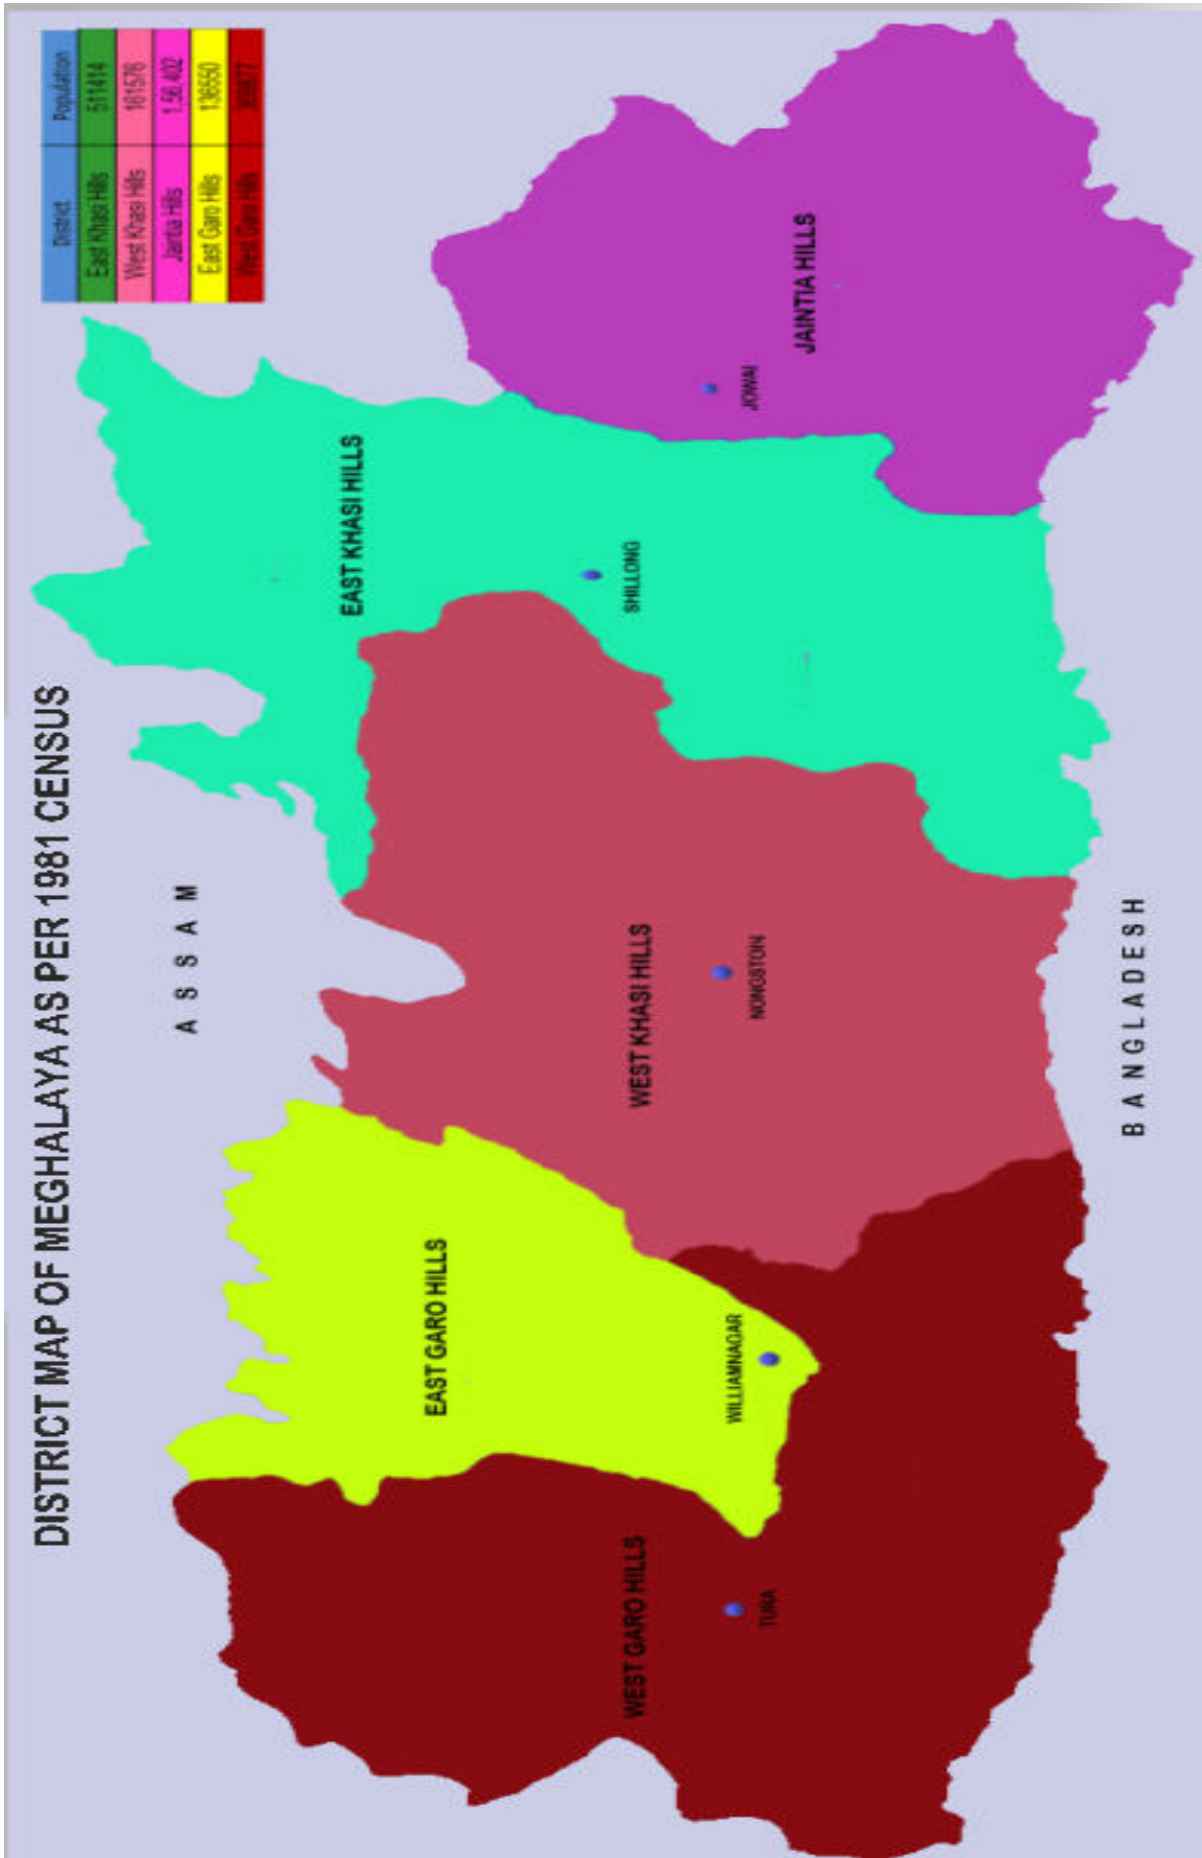 DISTRICT MAP OF MEGHALAYA AS PER 1981 CENSUS
District Population
East Khasi Hills 511414
West Khasi Hills 161576
Jaintia Hills 1,56,402
East Garo Hills 136550
West Garo Hills
A S S A M
EAST KHASI HILLS
EAST GARO HILLS
SHILLONG
WEST KHASI HILLS
WEST GARO HILLS
JOWAI
JAINTIA HILLS
NONGSTOIN
WILLIAMNAGAR
TURA
B A N G L A D E S H